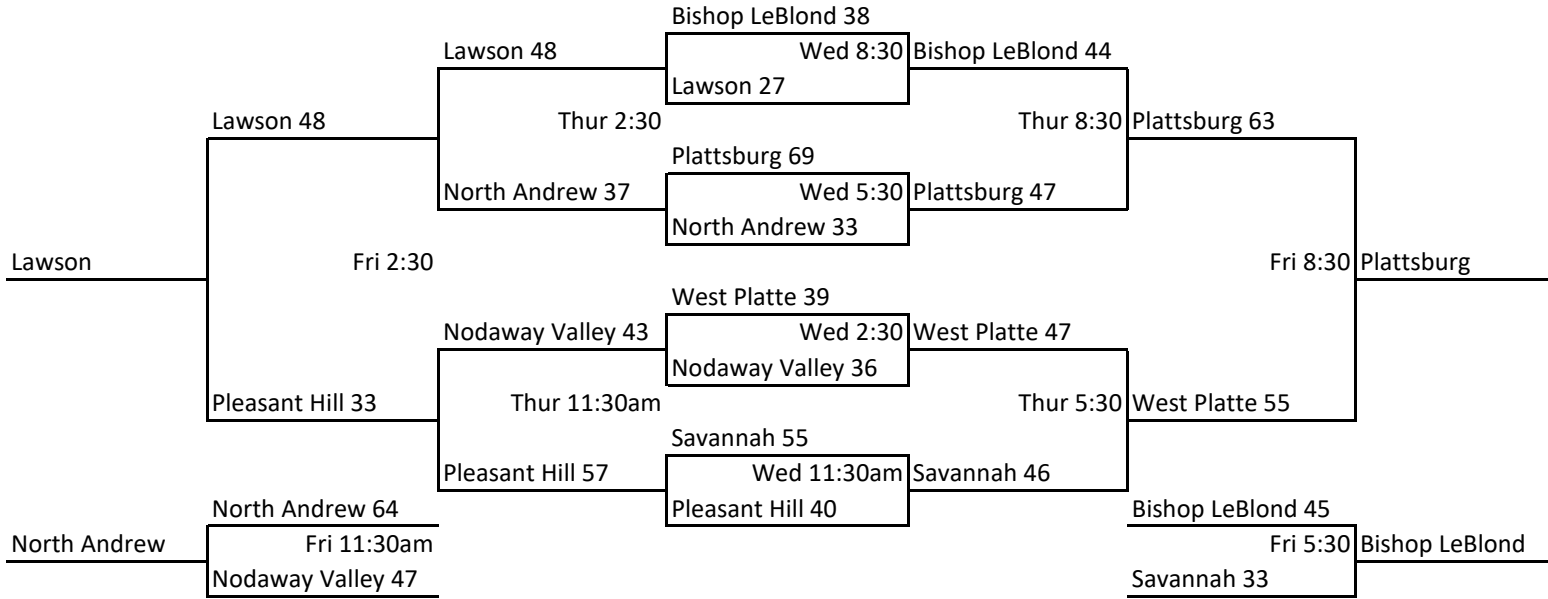 Bishop LeBlond 38
Lawson 48
Wed 8:30
Bishop LeBlond 44
Lawson 27
Lawson 48
Thur 2:30
Thur 8:30
Plattsburg 63
Plattsburg 69
North Andrew 37
Wed 5:30
Plattsburg 47
North Andrew 33
Lawson
Fri 2:30
Fri 8:30
Plattsburg
West Platte 39
Nodaway Valley 43
Wed 2:30
West Platte 47
Nodaway Valley 36
Pleasant Hill 33
Thur 11:30am
Thur 5:30
West Platte 55
Savannah 55
Pleasant Hill 57
Wed 11:30am
Savannah 46
North Andrew 64
Pleasant Hill 40
Bishop LeBlond 45
North Andrew
Fri 11:30am
Fri 5:30
Bishop LeBlond
Nodaway Valley 47
Savannah 33